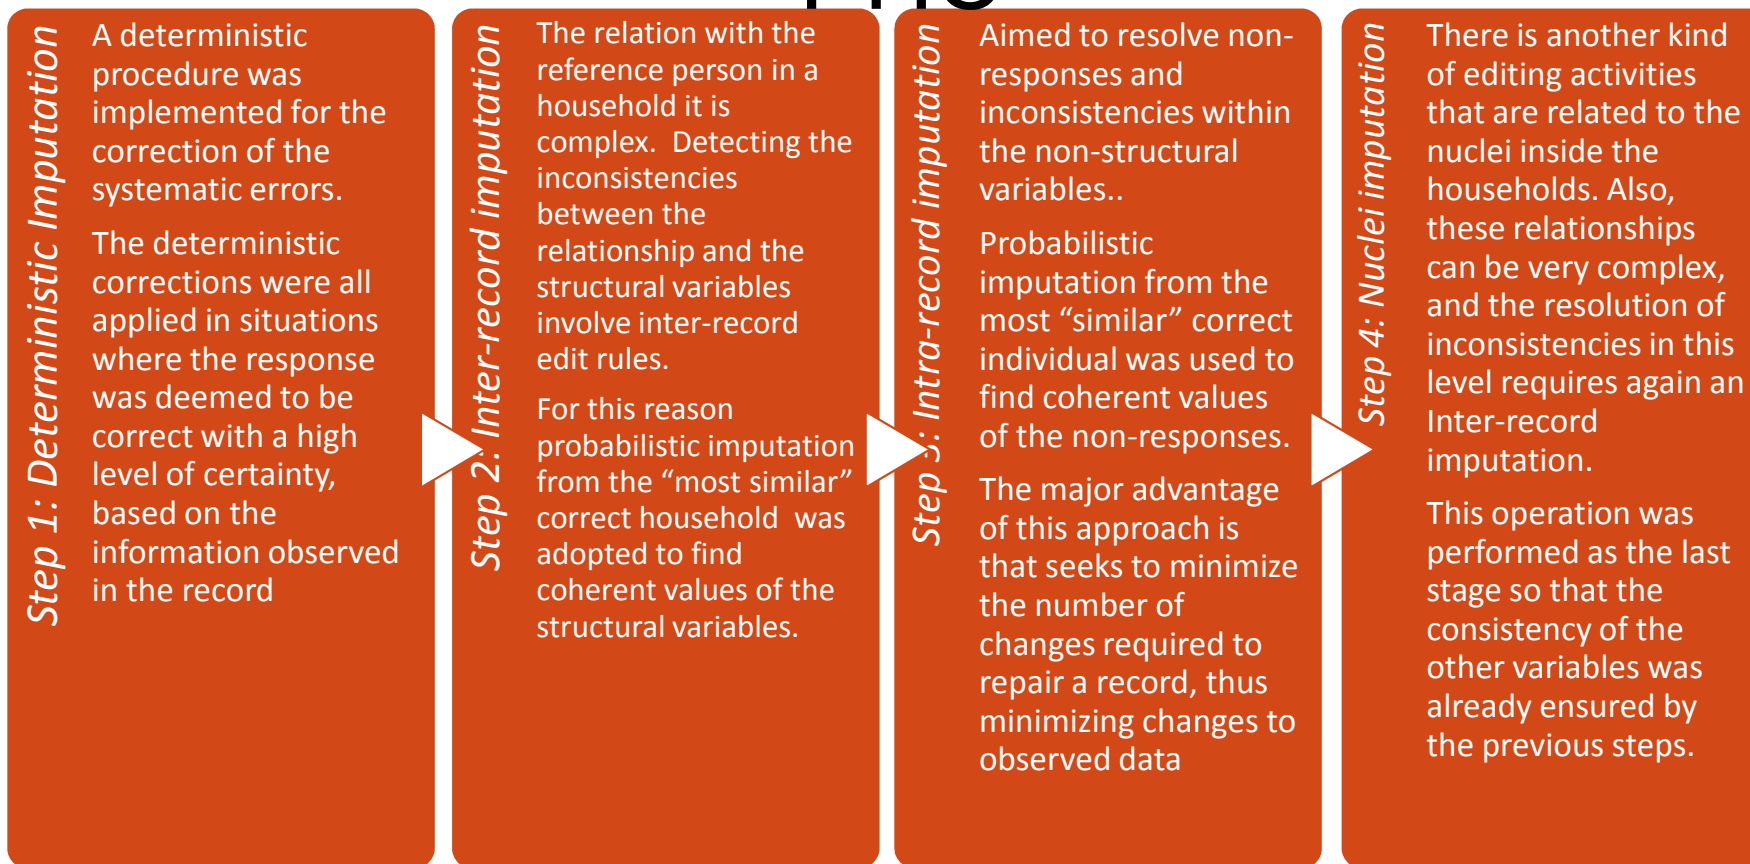 Step 1: Deterministic Imputation
A deterministic
procedure was
implemented for the
correction of the
systematic errors.
The deterministic
corrections were all
applied in situations
where the response
was deemed to be
correct with a high
level of certainty,
based on the
information observed
in the record
Step 2: Inter-record imputation
The relation with the
reference person in a
household it is
complex.  Detecting the
inconsistencies
between the
relationship and the
structural variables
involve inter-record
edit rules.
For this reason
probabilistic imputation
from the “most similar”
correct household  was
adopted to find
coherent values of the
structural variables.
Step 3: Intra-record imputation
Aimed to resolve non-
responses and
inconsistencies within
the non-structural
variables..
Probabilistic
imputation from the
most “similar” correct
individual was used to
find coherent values
of the non-responses.
The major advantage
of this approach is
that seeks to minimize
the number of
changes required to
repair a record, thus
minimizing changes to
observed data
Step 4: Nuclei imputation
There is another kind
of editing activities
that are related to the
nuclei inside the
households. Also,
these relationships
can be very complex,
and the resolution of
inconsistencies in this
level requires again an
Inter-record
imputation.
This operation was
performed as the last
stage so that the
consistency of the
other variables was
already ensured by
the previous steps.